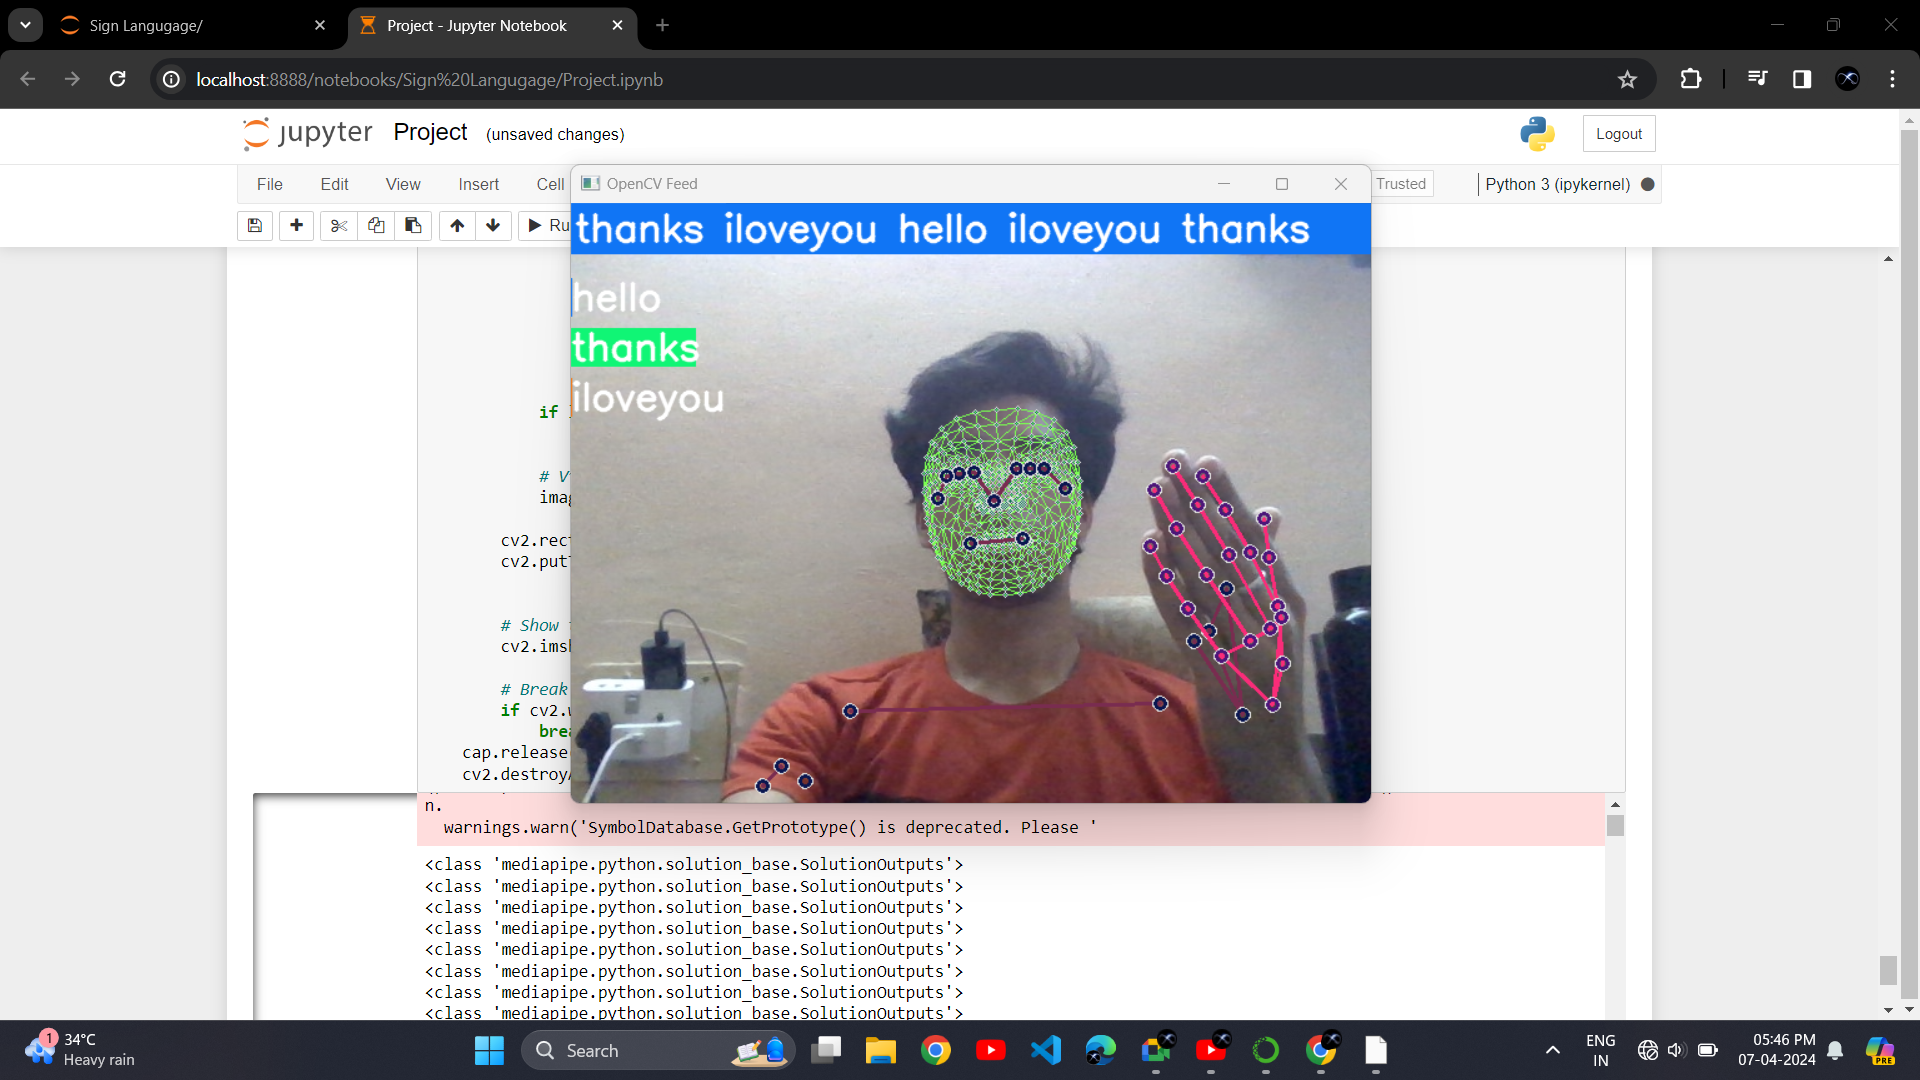 Sign Langugage/
Project - Jupyter Notebook
localhost:8888/notebooks/Sign%20Langugage/Project.ipynb
jupyter Project (unsaved changes)
Logout
File Edit View Insert Cell
Trusted
Python 3 (ipykernel)
Ru
OpenCV Feed
thanks iloveyou hello iloveyou thanks
hello
thanks
iloveyou
if
# V
imag
cv2.rect
cv2.put
# Show
cv2.ims
# Break
if cv2.
brea
cap.release
cv2.destroy
n.
warnings.warn('SymbolDatabase.GetPrototype() is deprecated. Please '
<class 'mediapipe.python.solution_base.SolutionOutputs'>
<class 'mediapipe.python.solution_base.SolutionOutputs'>
<class 'mediapipe.python.solution_base.SolutionOutputs'>
<class 'mediapipe.python.solution_base.SolutionOutputs'>
<class 'mediapipe.python.solution_base.SolutionOutputs'>
<class 'mediapipe.python.solution_base.SolutionOutputs'>
<class 'mediapipe.python.solution_base.SolutionOutputs'>
<class 'mediapipe.python.solution_base.SolutionOutputs'>
1
34°C
Heavy rain
Search
PRE
ENG
IN
05:46 PM
07-04-2024